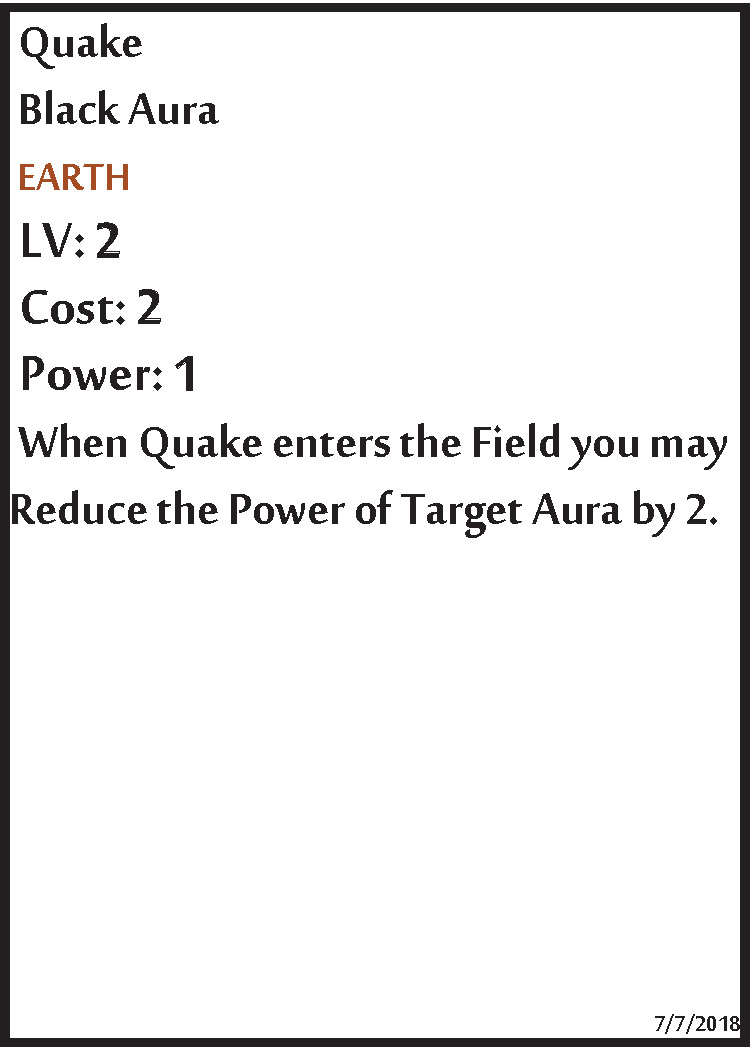 Quake
Black Aura
EARTH
LV: 2
Cost: 2
Power: 1
When Quake enters the Field you may
Reduce the Power of Target Aura by 2.
7/7/2018